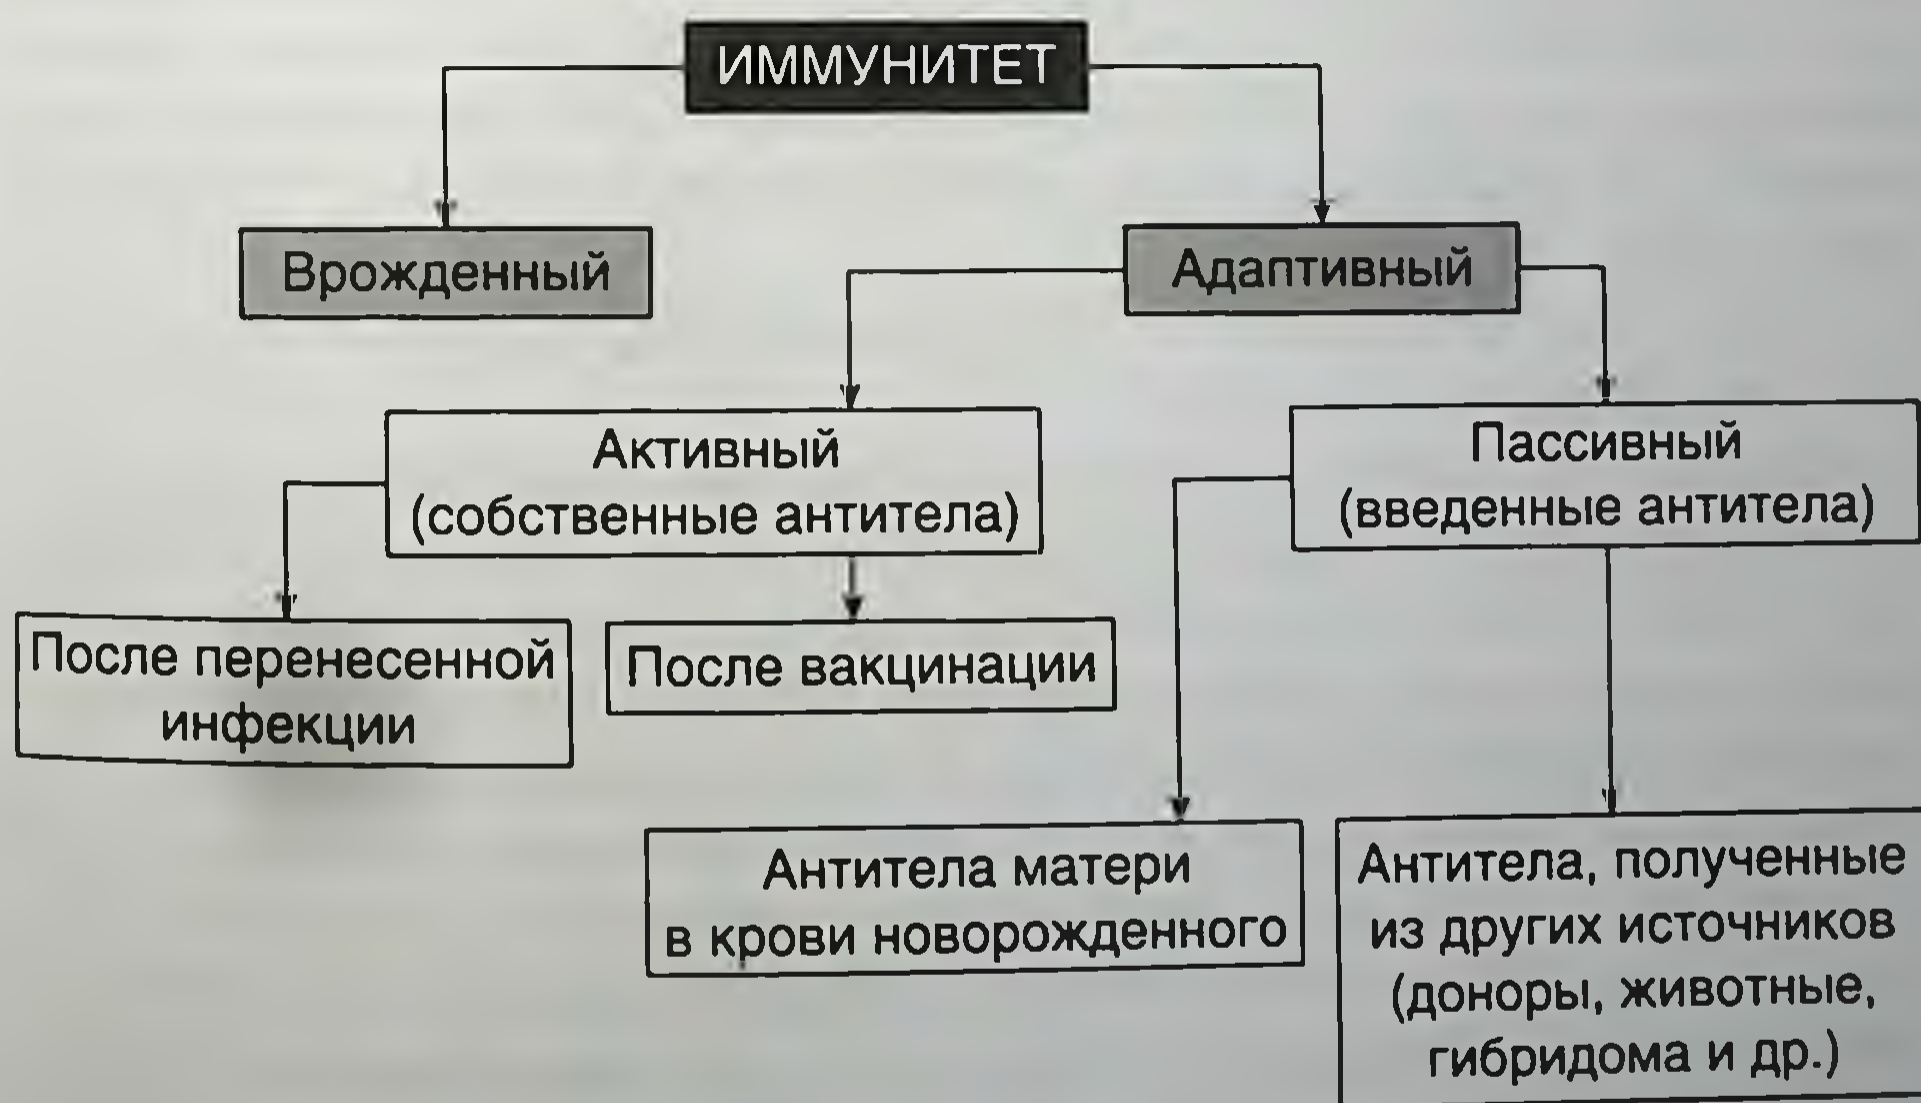 ИММУНИТЕТ
Врожденный
Адаптивный
Активный
(собственные антитела)
Пассивный
(введенные антитела)
После перенесенной
инфекции
После вакцинации
Антитела матери
в крови новорожденного
Антитела, полученные
из других источников
(доноры, животные,
гибридома и др.)